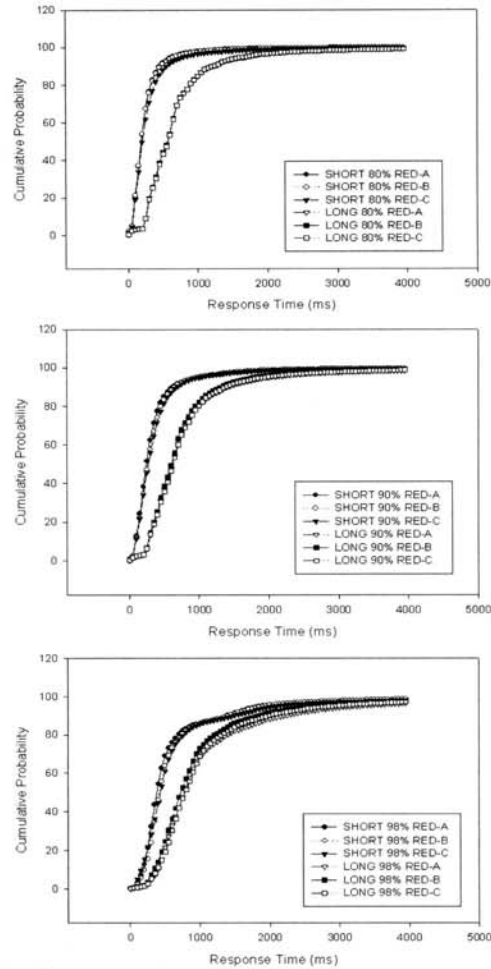 120
100
80
60
40
20
0
Cumulative Probability
SHORT 80% RED-A
SHORT 80% RED-B
SHORT 80% RED-C
LONG 80% RED-A
LONG 80% RED-B
LONG 80% RED-C
0 1000 2000 3000 4000 5000
Response Time (ms)
120
100
80
60
40
20
0
Cumulative Probability
SHORT 90% RED-A
SHORT 90% RED-B
SHORT 90% RED-C
LONG 90% RED-A
LONG 90% RED-B
LONG 90% RED-C
0 1000 2000 3000 4000 5000
Response Time (ms)
120
100
80
60
40
20
0
Cumulative Probability
SHORT 98% RED-A
SHORT 98% RED-B
SHORT 98% RED-C
LONG 98% RED-A
LONG 98% RED-B
LONG 98% RED-C
0 1000 2000 3000 4000 5000
Response Time (ms)